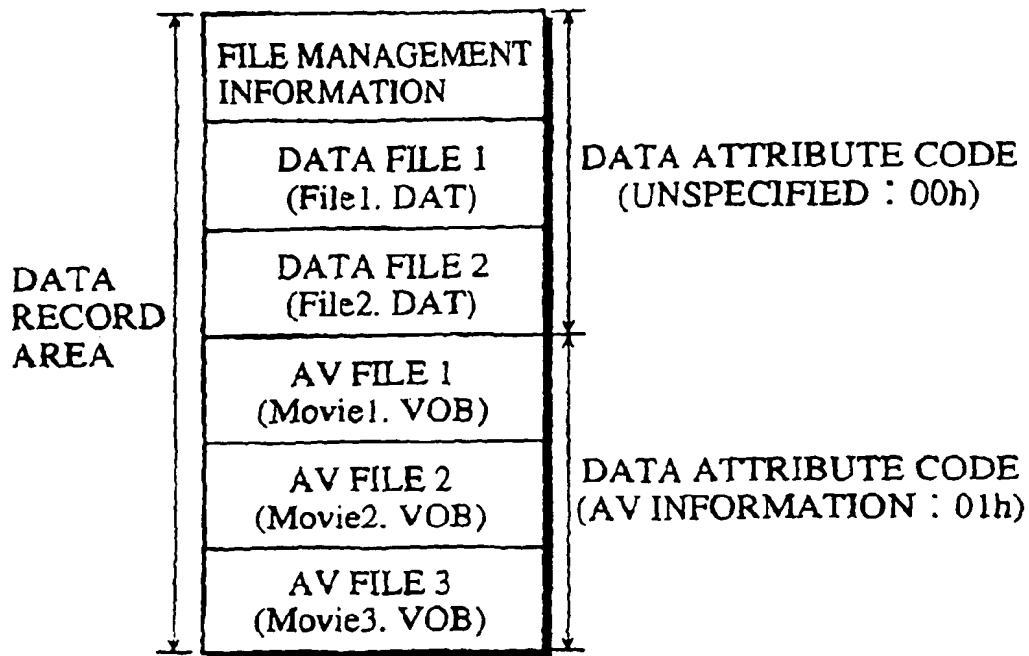 FILE MANAGEMENT
INFORMATION
DATA FILE 1
(File1. DAT)
DATA FILE 2
(File2. DAT)
AV FILE 1
(Movie1. VOB)
AV FILE 2
(Movie2. VOB)
AV FILE 3
(Movie3. VOB)
DATA
RECORD
AREA
DATA ATTRIBUTE CODE
(UNSPECIFIED : 00h)
DATA ATTRIBUTE CODE
(AV INFORMATION : 01h)